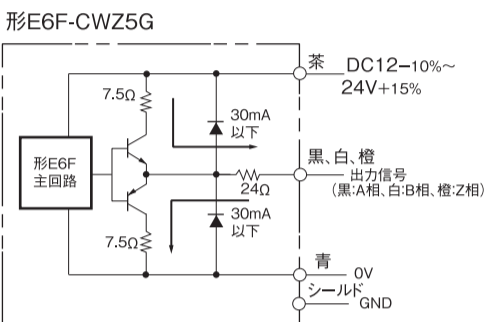 形E6F-CWZ5G
茶
DC12−10%~
24V+15%
7.5Ω
30mA
以下
形E6F
主回路
黒、白、橙
出力信号
(黒:A相、白:B相、橙:Z相)
24Ω
30mA
以下
7.5Ω
青
0V
シールド
GND